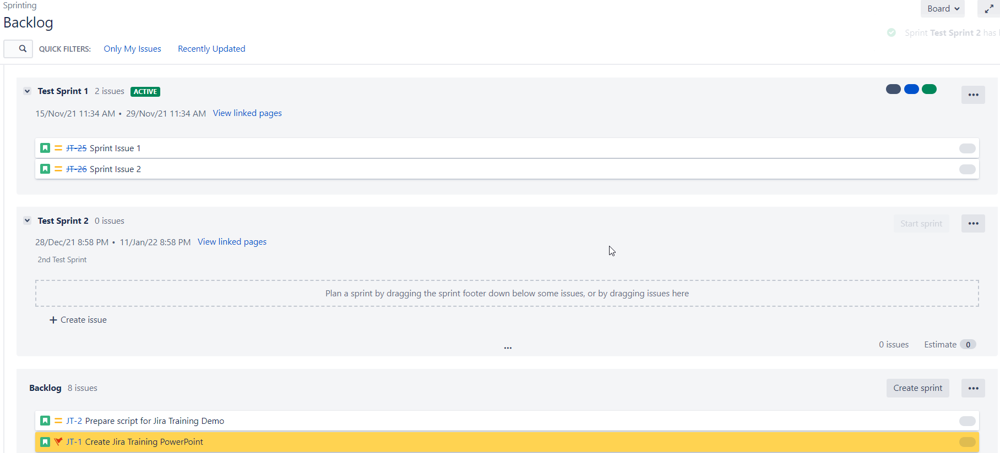 Sprinting
Board
Backlog
Sprint Test Sprint 2 has
QUICK FILTERS: Only My Issues Recently Updated
Test Sprint 1 2 issues ACTIVE
•••
15/Nov/21 11:34 AM • 29/Nov/21 11:34 AM View linked pages
JT-25 Sprint Issue 1
JT-26 Sprint Issue 2
Test Sprint 2 0 issues
Start sprint •••
28/Dec/21 8:58 PM • 11/Jan/22 8:58 PM View linked pages
2nd Test Sprint
Plan a sprint by dragging the sprint footer down below some issues, or by dragging issues here
+ Create issue
0 issues Estimate 0
•••
Backlog 8 issues
Create sprint •••
JT-2 Prepare script for Jira Training Demo
JT-1 Create Jira Training PowerPoint